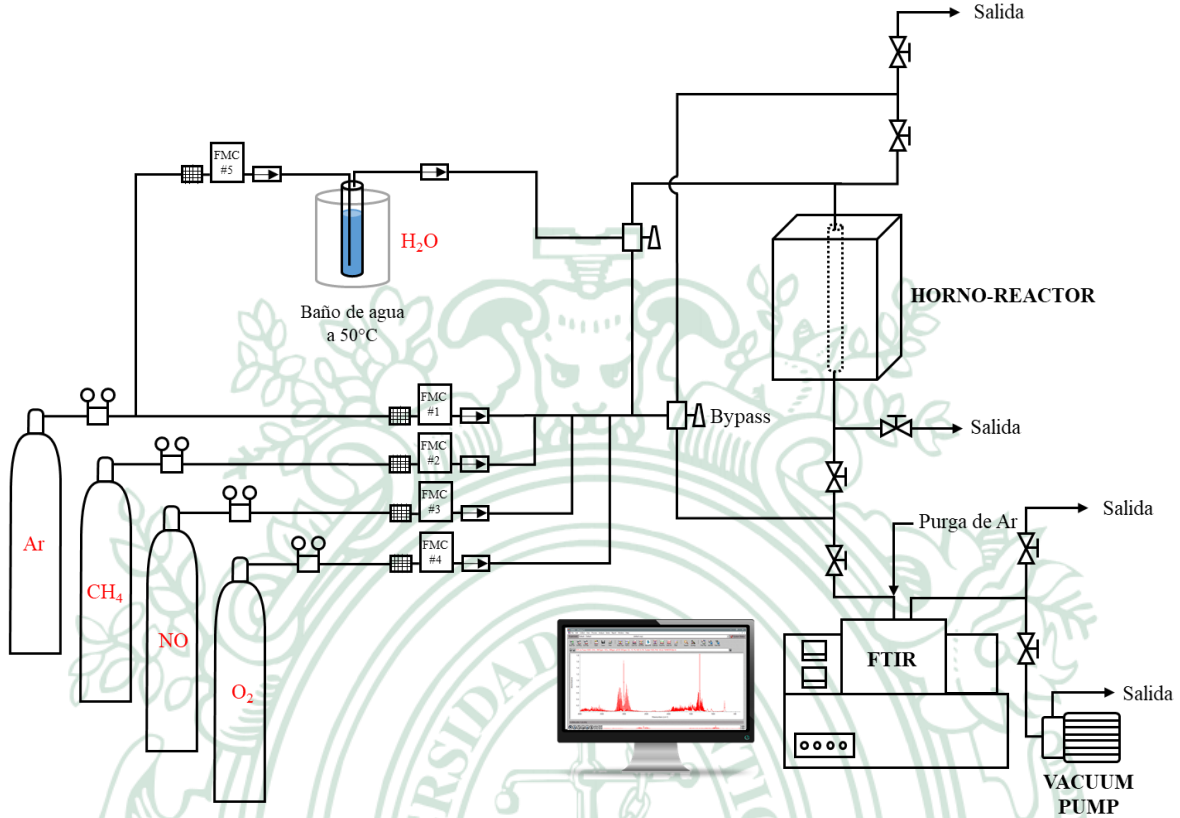 Salida
FMC
#5
H₂O
Baño de agua
a 50°C
HORNO-REACTOR
FMC
#1
Bypass
Salida
FMC
#2
FMC
#3
Ar
CH₄
NO
O₂
FMC
#4
Purga de Ar
Salida
FTIR
Salida
VACUUM
PUMP